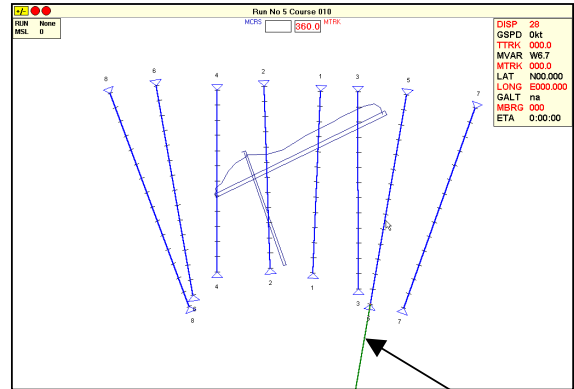 +/-
Run No 5 Course 010
RUN None
MSL 0
MCRS 360.0 MTRK
DISP 28
GSPD 0kt
TTRK 000.0
MVAR W6.7
MTRK 000.0
LAT N00.000
LONG E000.000
GALT na
MBRG 000
ETA 0:00:00
8 6 4 2 1 3 5 7
8 6 4 2 1 3 5 7